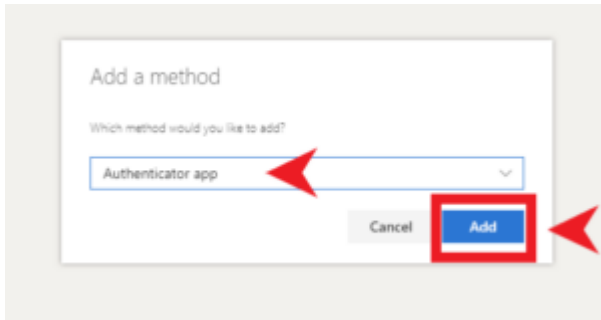 Add a method
Which method would you like to add?
Authenticator app
Cancel
Add